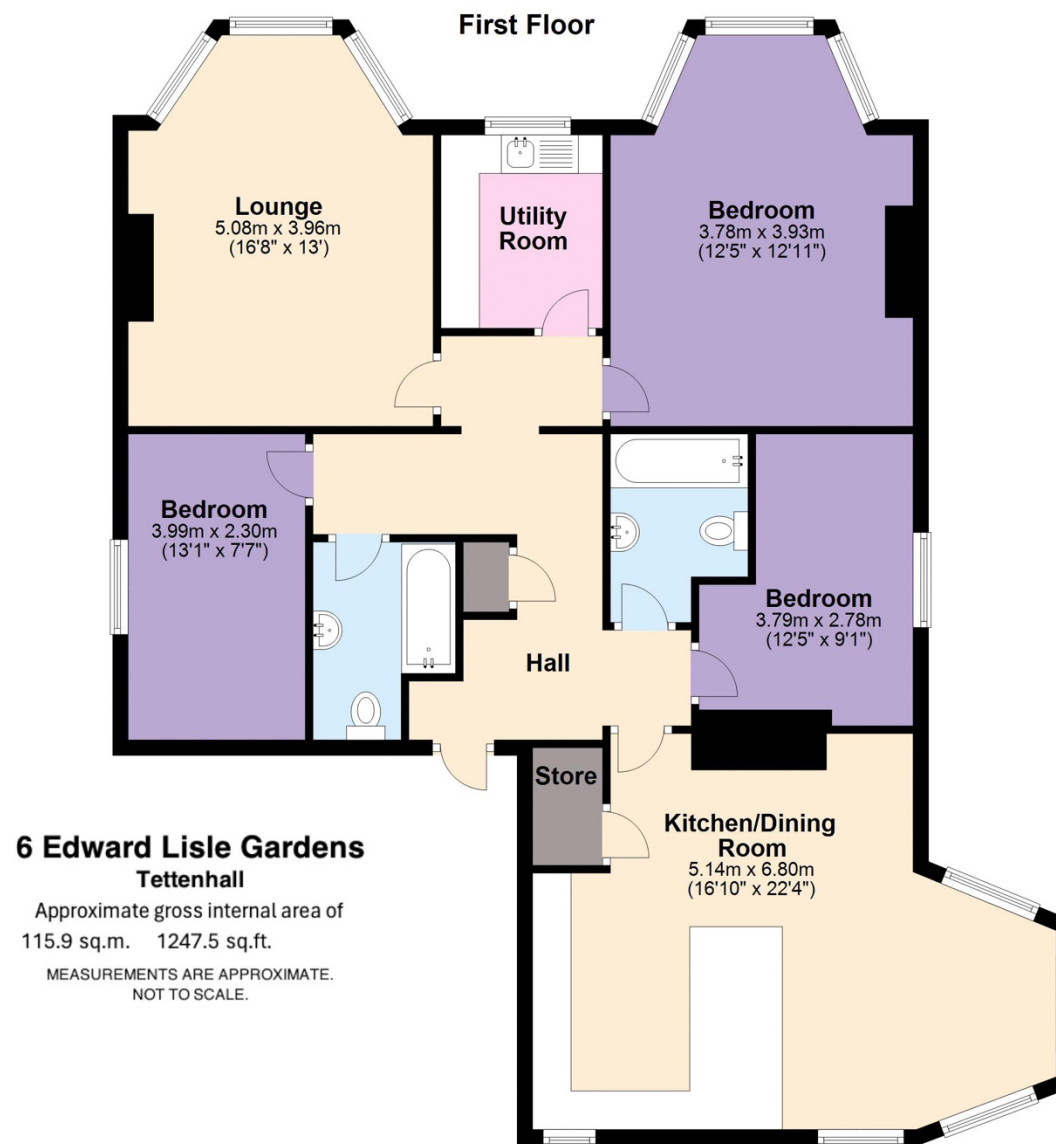 First Floor
Lounge
5.08m x 3.96m
(16'8" x 13')
Utility
Room
Bedroom
3.78m x 3.93m
(12'5" x 12'11")
Bedroom
3.99m x 2.30m
(13'1" x 7'7")
Bedroom
3.79m x 2.78m
(12'5" x 9'1")
Hall
Store
Kitchen/Dining
Room
5.14m x 6.80m
(16'10" x 22'4")
6 Edward Lisle Gardens
Tettenhall
Approximate gross internal area of
115.9 sq.m. 1247.5 sq.ft.
MEASUREMENTS ARE APPROXIMATE.
NOT TO SCALE.